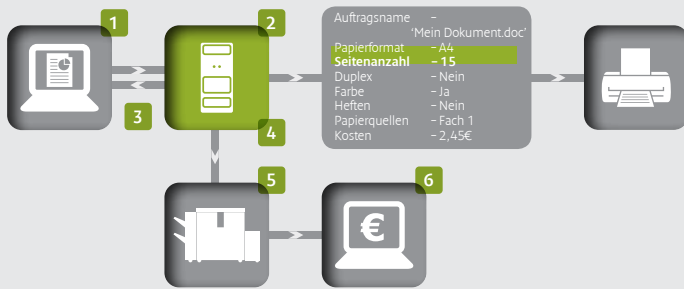 1
2
Auftragsname –
‘Mein Dokument.doc’
Papierformat – A4
Seitenanzahl – 15
Duplex – Nein
Farbe – Ja
Heften – Nein
Papierquellen – Fach 1
Kosten – 2,45€
3
4
5
6
€